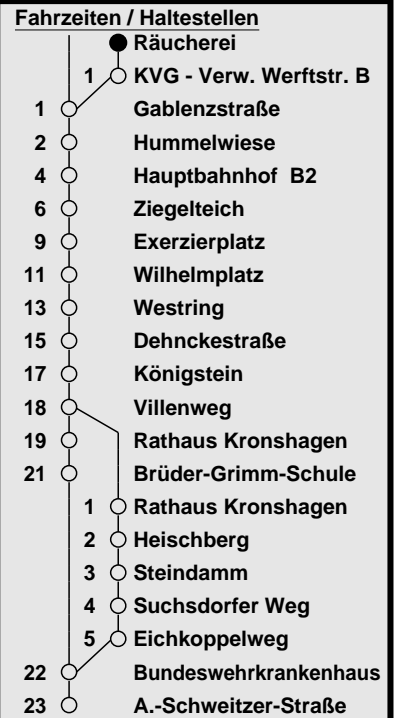 Fahrzeiten / Haltestellen
Räucherei
1 KVG - Verw. Werftstr. B
1 Gablenzstraße
2 Hummelwiese
4 Hauptbahnhof B2
6 Ziegelteich
9 Exerzierplatz
11 Wilhelmplatz
13 Westring
15 Dehnckestraße
17 Königstein
18 Villenweg
19 Rathaus Kronshagen
21 Brüder-Grimm-Schule
1 Rathaus Kronshagen
2 Heischberg
3 Steindamm
4 Suchsdorfer Weg
5 Eichkoppelweg
22 Bundeswehrkrankenhaus
23 A.-Schweitzer-Straße